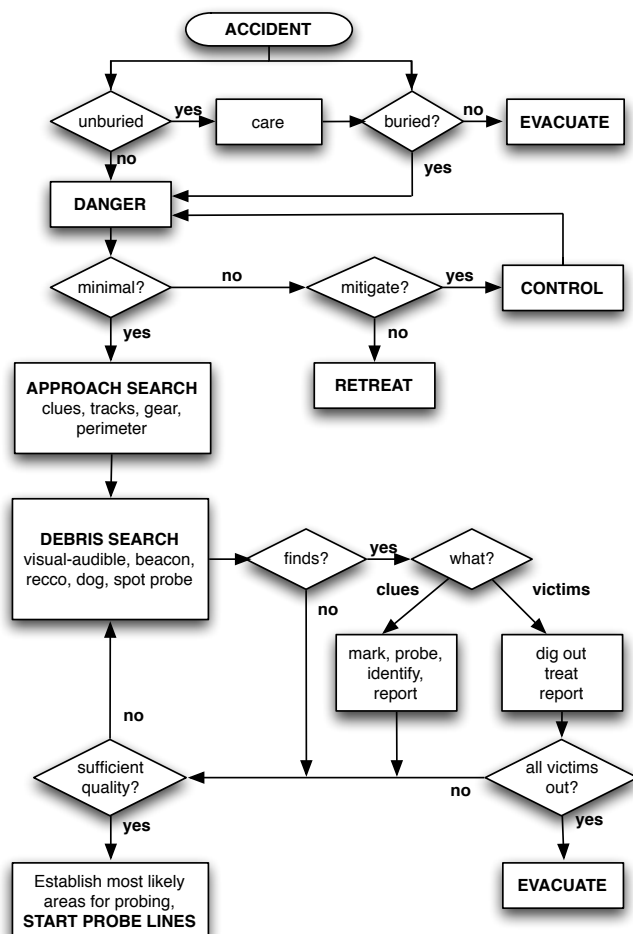 ACCIDENT
unburied
yes
care
buried?
no
EVACUATE
no
yes
DANGER
minimal?
no
mitigate?
yes
CONTROL
yes
no
RETREAT
APPROACH SEARCH
clues, tracks, gear,
perimeter
DEBRIS SEARCH
visual-audible, beacon,
recco, dog, spot probe
finds?
yes
what?
clues
victims
no
mark, probe,
identify,
report
dig out
treat
report
no
sufficient
quality?
all victims
out?
no
yes
yes
Establish most likely
areas for probing,
START PROBE LINES
EVACUATE